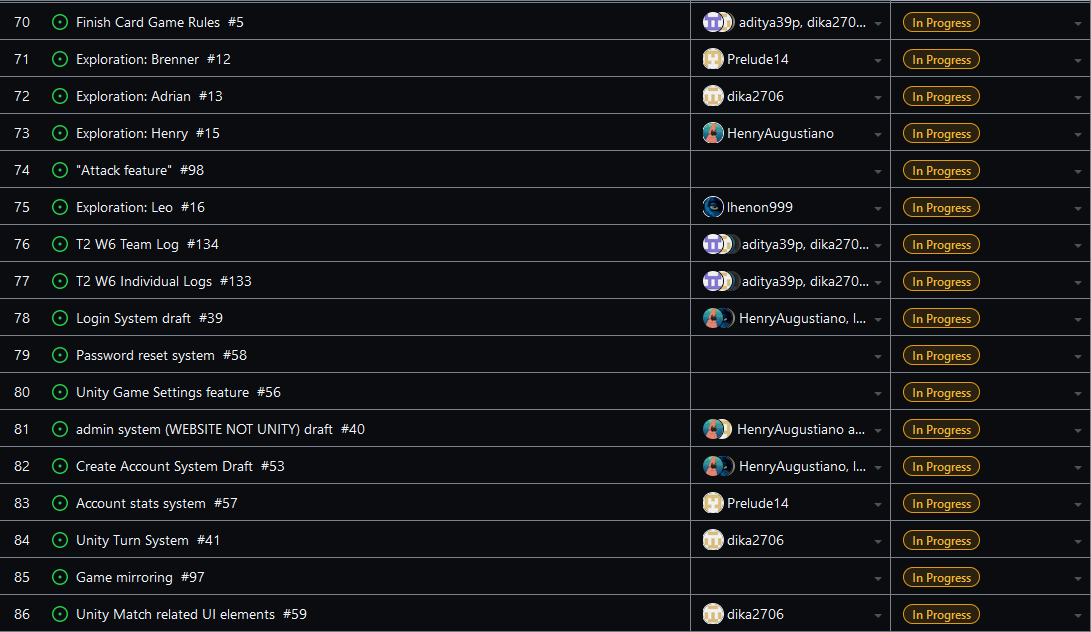 70 Finish Card Game Rules #5 aditya39p, dika270... In Progress
71 Exploration: Brenner #12 Prelude14 In Progress
72 Exploration: Adrian #13 dika2706 In Progress
73 Exploration: Henry #15 HenryAugustiano In Progress
74 "Attack feature" #98 In Progress
75 Exploration: Leo #16 lhenon999 In Progress
76 T2 W6 Team Log #134 aditya39p, dika270... In Progress
77 T2 W6 Individual Logs #133 aditya39p, dika270... In Progress
78 Login System draft #39 HenryAugustiano, l... In Progress
79 Password reset system #58 In Progress
80 Unity Game Settings feature #56 In Progress
81 admin system (WEBSITE NOT UNITY) draft #40 HenryAugustiano a... In Progress
82 Create Account System Draft #53 HenryAugustiano, l... In Progress
83 Account stats system #57 Prelude14 In Progress
84 Unity Turn System #41 dika2706 In Progress
85 Game mirroring #97 In Progress
86 Unity Match related UI elements #59 dika2706 In Progress